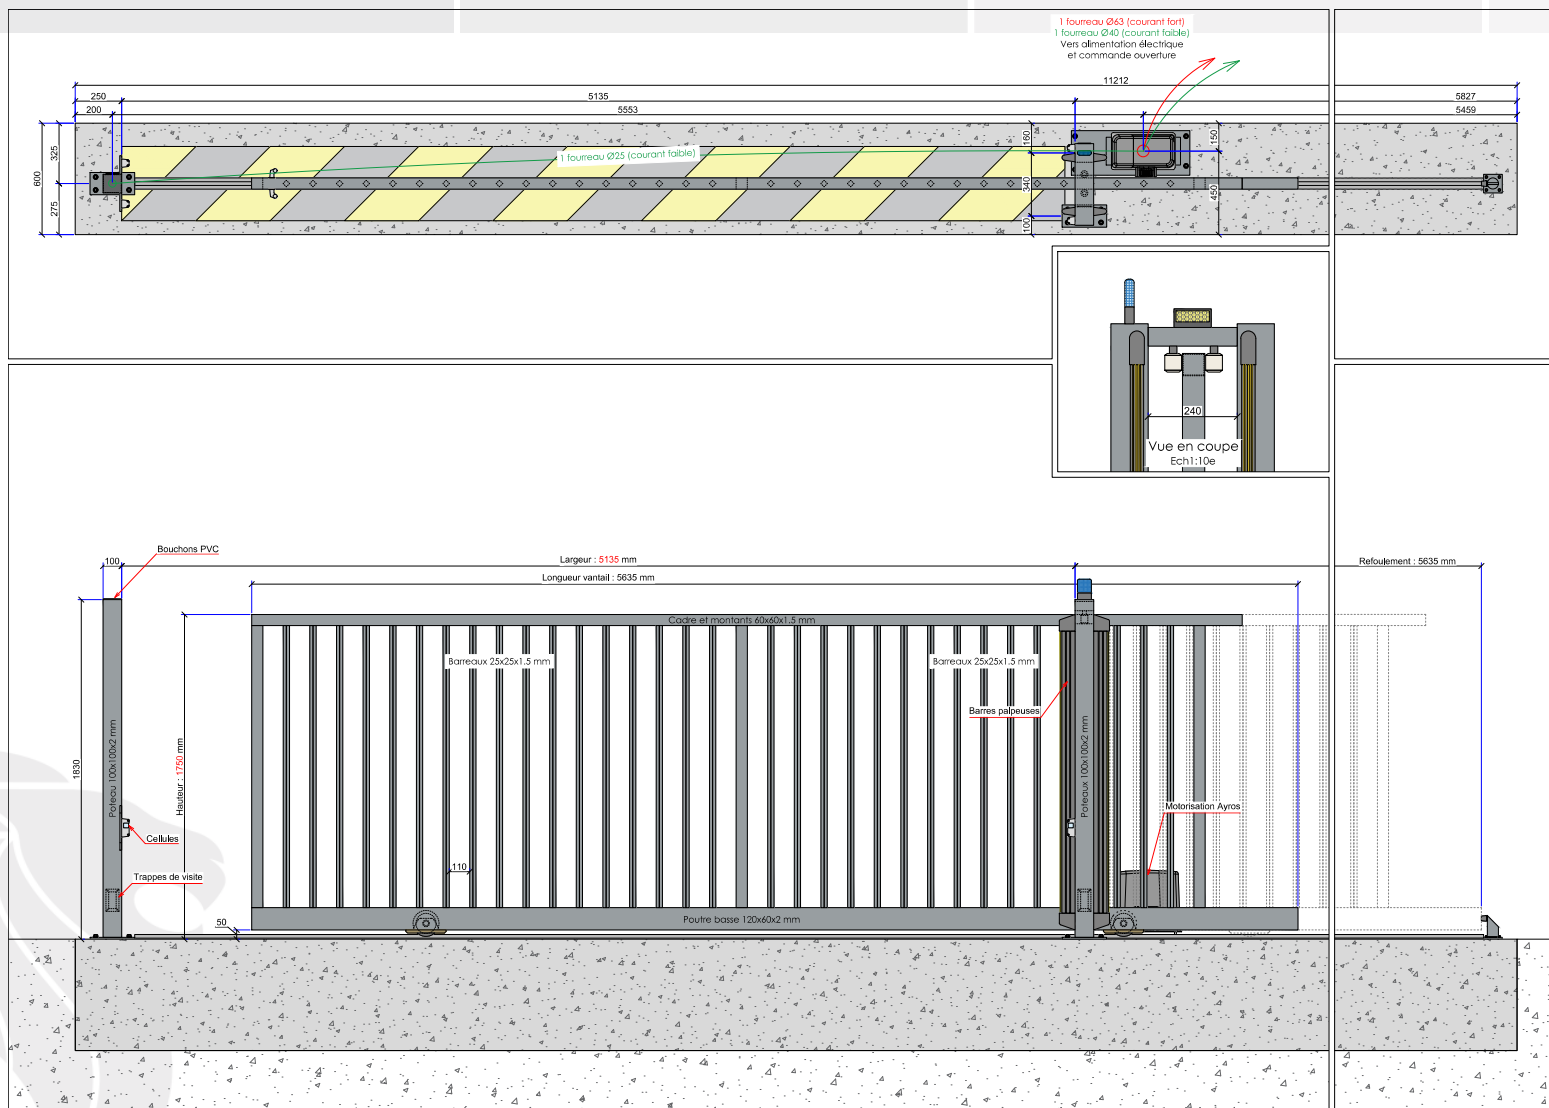 1 fourreau Ø63 (courant fort)
1 fourreau Ø40 (courant faible)
Vers alimentation électrique
et commande ouverture
11212
250
5135
5827
200
5553
5459
600
325
275
1 fourreau Ø25 (courant faible)
160
340
100
150
450
240
Vue en coupe
Ech1:10e
Bouchons PVC
100
Largeur : 5135 mm
Refoulement : 5635 mm
Longueur vantail : 5635 mm
Cadre et montants 60x60x1.5 mm
Barreaux 25x25x1.5 mm
Barreaux 25x25x1.5 mm
Barres palpeuses
1830
Poteau 100x100x2 mm
Hauteur : 1750 mm
Poteaux 100x100x2 mm
Motorisation Ayros
Cellules
110
Trappes de visite
50
Poutre basse 120x60x2 mm